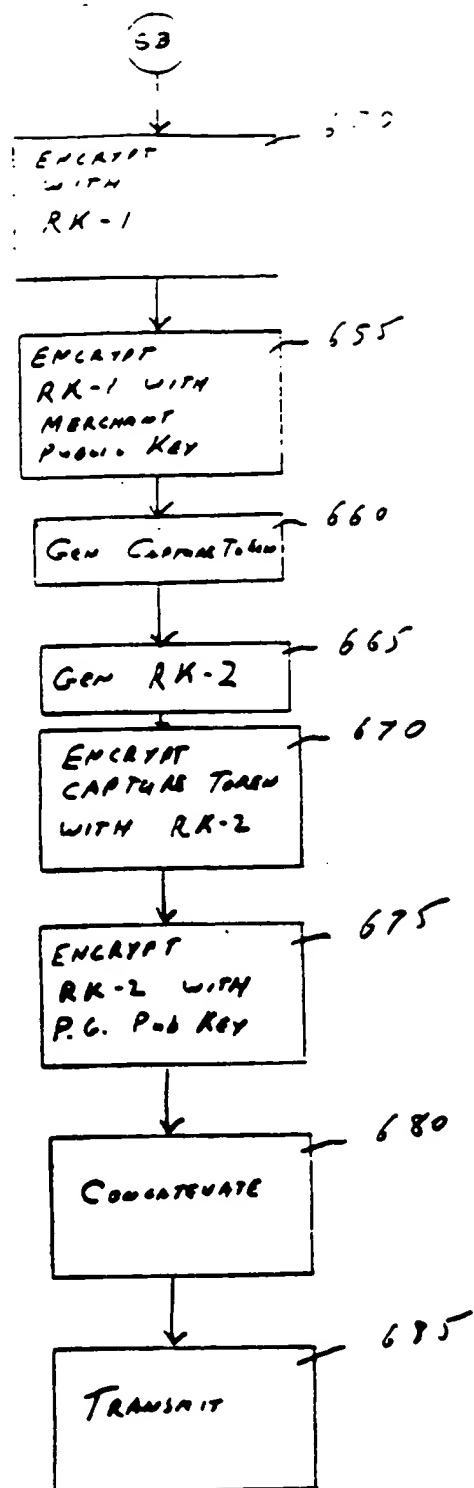 ENCRYPT
WITH
RK-1
ENCRYPT
RK-1 WITH
MERCHANT
PUBLIC KEY
655
GEN CAPTURE TOKEN
660
GEN RK-2
665
ENCRYPT
CAPTURE TOKEN
WITH RK-2
670
ENCRYPT
RK-2 WITH
P.G. PUB KEY
675
CONCATENATE
680
TRANSMIT
685